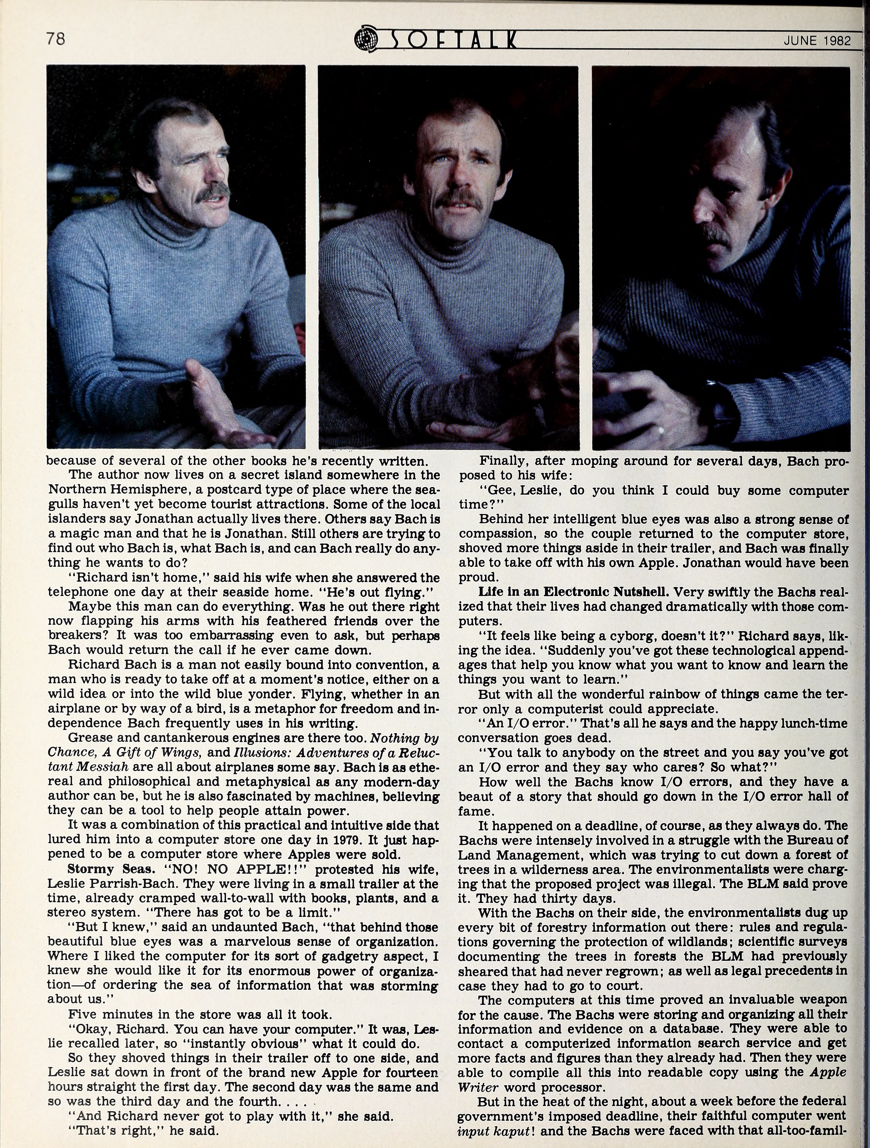 78
SOFTALK
JUNE 1982
because of several of the other books he's recently written.
The author now lives on a secret island somewhere in the
Northern Hemisphere, a postcard type of place where the sea-
gulls haven't yet become tourist attractions. Some of the local
islanders say Jonathan actually lives there. Others say Bach is
a magic man and that he is Jonathan. Still others are trying to
find out who Bach is, what Bach is, and can Bach really do any-
thing he wants to do?
"Richard isn't home," said his wife when she answered the
telephone one day at their seaside home. "He's out flying."
Maybe this man can do everything. Was he out there right
now flapping his arms with his feathered friends over the
breakers? It was too embarrassing even to ask, but perhaps
Bach would return the call if he ever came down.
Richard Bach is a man not easily bound into convention, a
man who is ready to take off at a moment's notice, either on a
wild idea or into the wild blue yonder. Flying, whether in an
airplane or by way of a bird, is a metaphor for freedom and in-
dependence Bach frequently uses in his writing.
Grease and cantankerous engines are there too. Nothing by
Chance, A Gift of Wings, and Illusions: Adventures of a Reluc-
tant Messiah are all about airplanes some say. Bach is as ethe-
real and philosophical and metaphysical as any modern-day
author can be, but he is also fascinated by machines, believing
they can be a tool to help people attain power.
It was a combination of this practical and intuitive side that
lured him into a computer store one day in 1979. It just hap-
pened to be a computer store where Apples were sold.
Stormy Seas. "NO! NO APPLE!!" protested his wife,
Leslie Parrish-Bach. They were living in a small trailer at the
time, already cramped wall-to-wall with books, plants, and a
stereo system. "There has got to be a limit."
"But I knew," said an undaunted Bach, "that behind those
beautiful blue eyes was a marvelous sense of organization.
Where I liked the computer for its sort of gadgetry aspect, I
knew she would like it for its enormous power of organiza-
tion—of ordering the sea of information that was storming
about us."
Five minutes in the store was all it took.
"Okay, Richard. You can have your computer." It was, Les-
lie recalled later, so "instantly obvious" what it could do.
So they shoved things in their trailer off to one side, and
Leslie sat down in front of the brand new Apple for fourteen
hours straight the first day. The second day was the same and
so was the third day and the fourth. . . .
"And Richard never got to play with it," she said.
"That's right," he said.
Finally, after moping around for several days, Bach pro-
posed to his wife:
"Gee, Leslie, do you think I could buy some computer
time?"
Behind her intelligent blue eyes was also a strong sense of
compassion, so the couple returned to the computer store,
shoved more things aside in their trailer, and Bach was finally
able to take off with his own Apple. Jonathan would have been
proud.
Life in an Electronic Nutshell. Very swiftly the Bachs real-
ized that their lives had changed dramatically with those com-
puters.
"It feels like being a cyborg, doesn't it?" Richard says, lik-
ing the idea. "Suddenly you've got these technological append-
ages that help you know what you want to know and learn the
things you want to learn."
But with all the wonderful rainbow of things came the ter-
ror only a computerist could appreciate.
"An I/O error." That's all he says and the happy lunch-time
conversation goes dead.
"You talk to anybody on the street and you say you've got
an I/O error and they say who cares? So what?"
How well the Bachs know I/O errors, and they have a
beaut of a story that should go down in the I/O error hall of
fame.
It happened on a deadline, of course, as they always do. The
Bachs were intensely involved in a struggle with the Bureau of
Land Management, which was trying to cut down a forest of
trees in a wilderness area. The environmentalists were charg-
ing that the proposed project was illegal. The BLM said prove
it. They had thirty days.
With the Bachs on their side, the environmentalists dug up
every bit of forestry information out there: rules and regula-
tions governing the protection of wildlands; scientific surveys
documenting the trees in forests the BLM had previously
sheared that had never regrown; as well as legal precedents in
case they had to go to court.
The computers at this time proved an invaluable weapon
for the cause. The Bachs were storing and organizing all their
information and evidence on a database. They were able to
contact a computerized information search service and get
more facts and figures than they already had. Then they were
able to compile all this into readable copy using the Apple
Writer word processor.
But in the heat of the night, about a week before the federal
government's imposed deadline, their faithful computer went
input kaput! and the Bachs were faced with that all-too-famil-